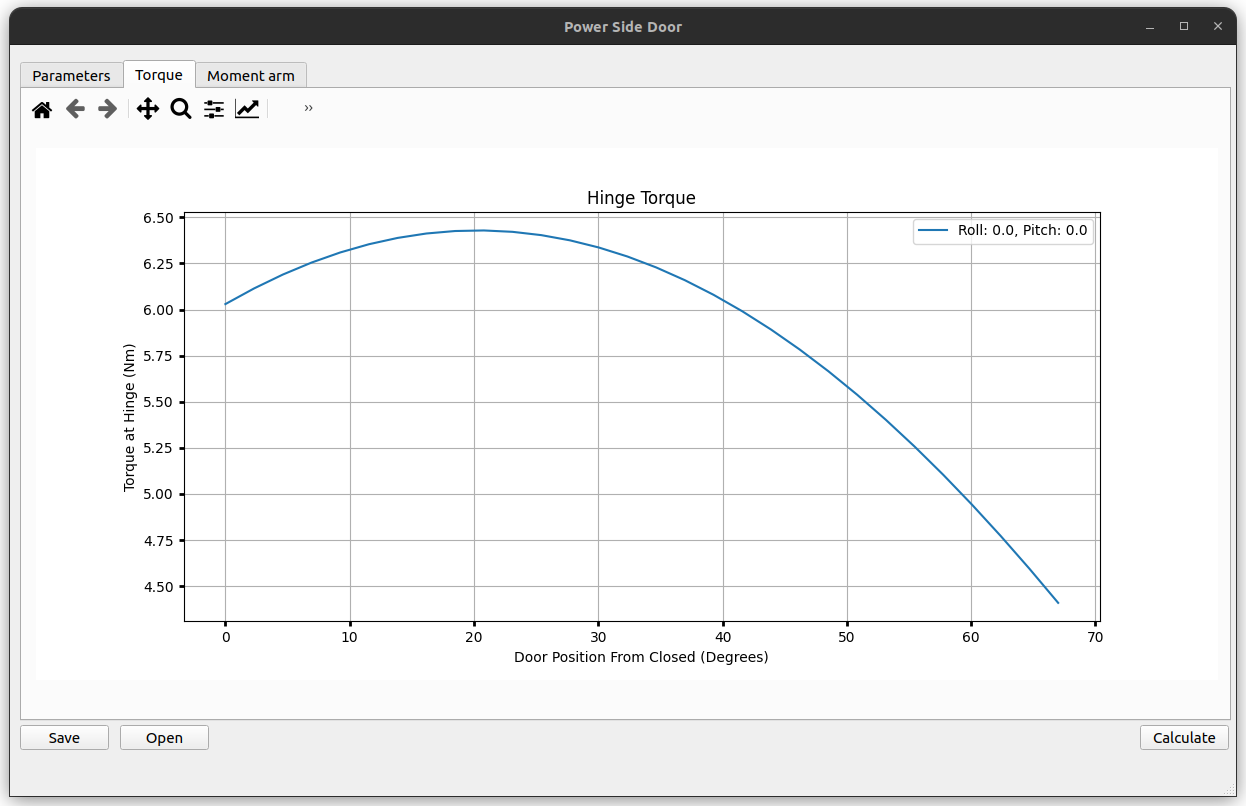 Power Side Door
Parameters
Torque
Moment arm
Hinge Torque
Roll: 0.0, Pitch: 0.0
6.50
6.25
6.00
5.75
5.50
5.25
5.00
4.75
4.50
Torque at Hinge (Nm)
0 10 20 30 40 50 60 70
Door Position From Closed (Degrees)
Save
Open
Calculate